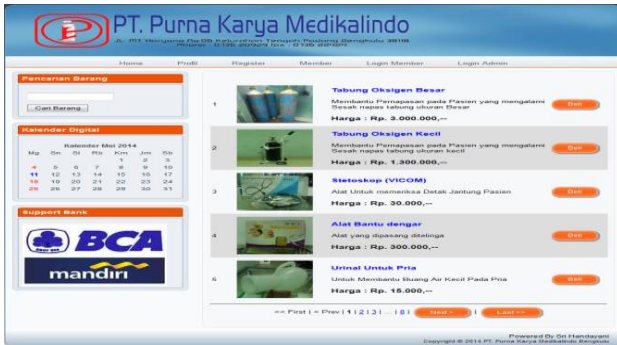 PT. Purna Karya Medikalindo
Home Profil Register Member Login Member Login Admin
Pencarian Barang
Cari Barang
Kalender Digital
Kalender Mei 2014
Mg Sn Sl Rb Km Jm Sb
1 2 3
4 5 6 7 8 9 10
11 12 13 14 15 16 17
18 19 20 21 22 23 24
25 26 27 28 29 30 31
Support Bank
BCA
mandiri
1
Tabung Oksigen Besar
Membantu Pernapasan pada Pasien yang mengalami
Sesak napas tabung ukuran Besar
Harga : Rp. 3.000.000,--
Beli
2
Tabung Oksigen Kecil
Membantu Pernapasan pada Pasien yang mengalami
Sesak napas tabung ukuran kecil
Harga : Rp. 1.300.000,--
Beli
3
Stetoskop (VICOM)
Alat Untuk memeriksa Detak Jantung Pasien
Harga : Rp. 30.000,--
Beli
4
Alat Bantu dengar
Alat yang dipasang ditelinga
Harga : Rp. 300.000,--
Beli
5
Urinal Untuk Pria
Untuk Membantu Buang Air Kecil Pada Pria
Harga : Rp. 15.000,--
Beli
<< First | < Prev | 1 | 2 | 3 | ... | 8 | Next > | Last >>
Powered By Sri Handayani
Copyright © 2014 PT. Purna Karya Medikalindo Bengkulu